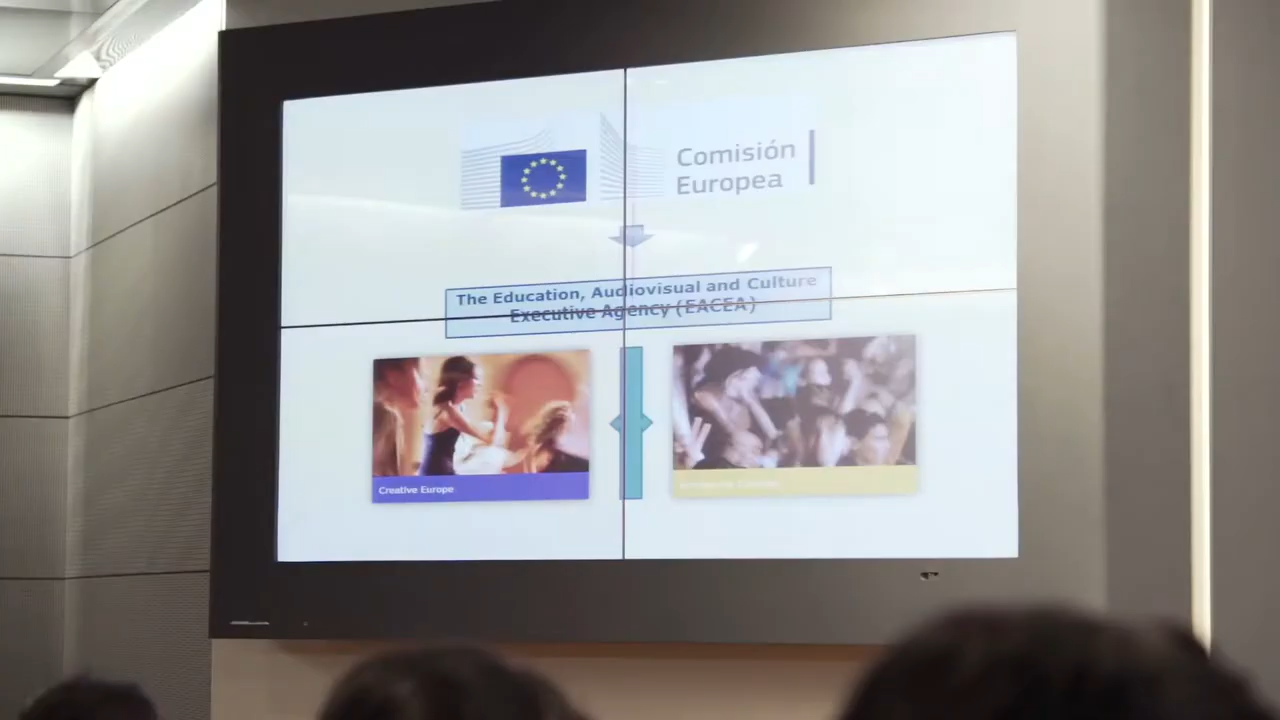 Comisión
Europea
The Education, Audiovisual and Culture
Executive Agency (EACEA)
Creative Europe